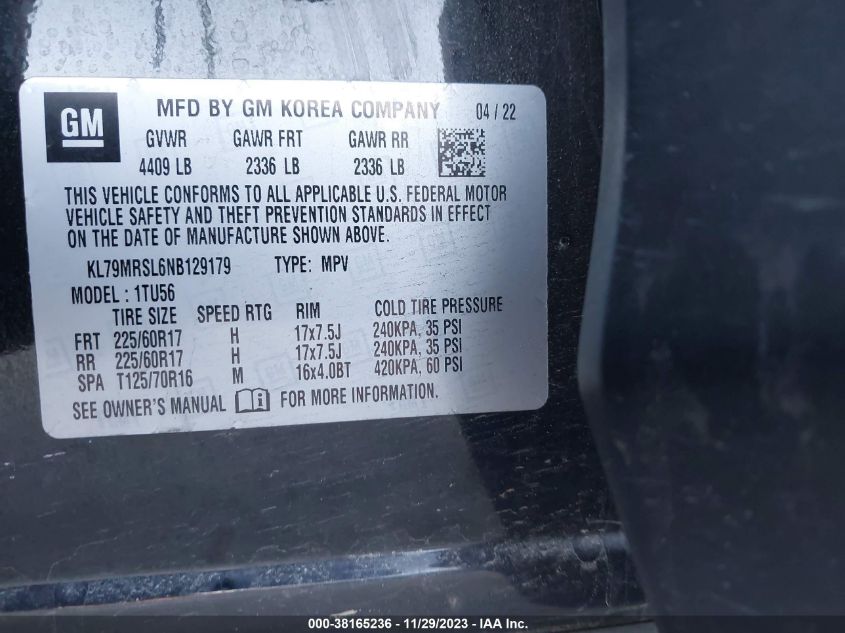 GM
MFD BY GM KOREA COMPANY 04 / 22
GVWR GAWR FRT GAWR RR
4409 LB 2336 LB 2336 LB
THIS VEHICLE CONFORMS TO ALL APPLICABLE U.S. FEDERAL MOTOR
VEHICLE SAFETY AND THEFT PREVENTION STANDARDS IN EFFECT
ON THE DATE OF MANUFACTURE SHOWN ABOVE.
KL79MRSL6NB129179 TYPE: MPV
MODEL : 1TU56
TIRE SIZE SPEED RTG RIM COLD TIRE PRESSURE
FRT 225/60R17 H 17x7.5J 240KPA, 35 PSI
RR 225/60R17 H 17x7.5J 240KPA, 35 PSI
SPA T125/70R16 M 16x4.0BT 420KPA, 60 PSI
SEE OWNER'S MANUAL FOR MORE INFORMATION.
000-38165236 - 11/29/2023 - IAA Inc.